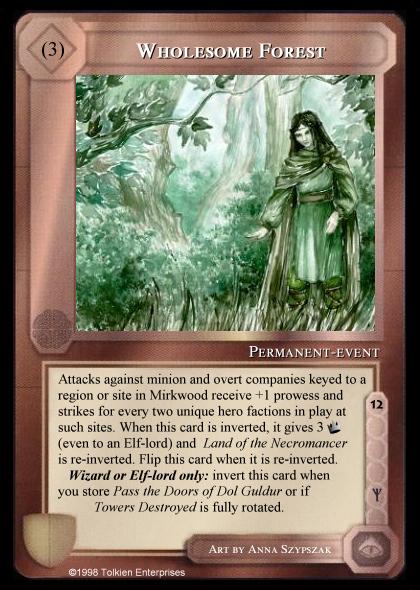 (3)
Wholesome Forest
Permanent-event
Attacks against minion and overt companies keyed to a
region or site in Mirkwood receive +1 prowess and
strikes for every two unique hero factions in play at
such sites. When this card is inverted, it gives 3
(even to an Elf-lord) and Land of the Necromancer
is re-inverted. Flip this card when it is re-inverted.
Wizard or Elf-lord only: invert this card when
you store Pass the Doors of Dol Guldur or if
Towers Destroyed is fully rotated.
12
Art by Anna Szypszak
©1998 Tolkien Enterprises